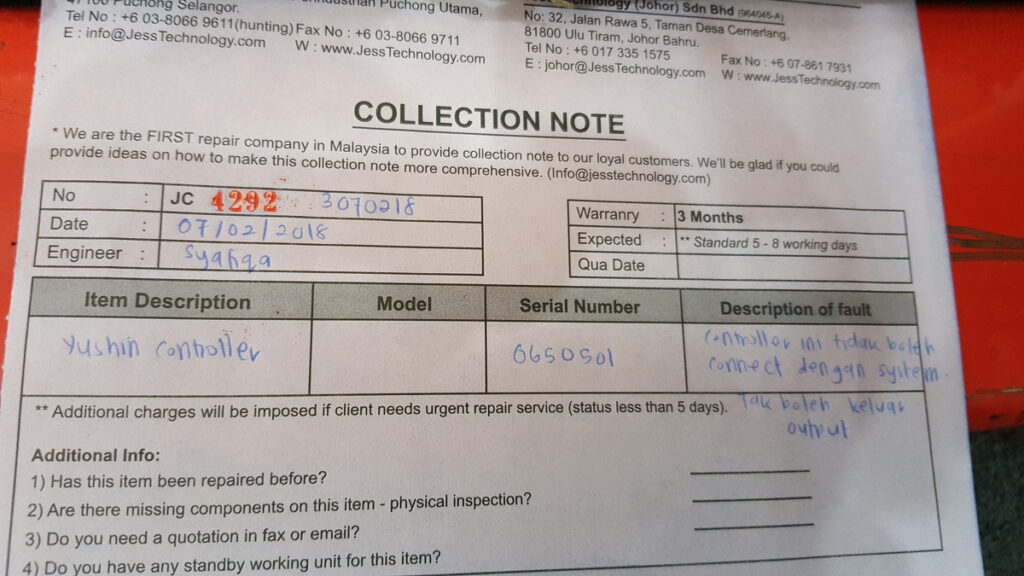 Puchong Selangor.
Puchong Utama,
Tel No : +6 03-8066 9611(hunting) Fax No : +6 03-8066 9711
E : info@JessTechnology.com W : www.JessTechnology.com
(Johor) Sdn Bhd (964045-A)
No: 32, Jalan Rawa 5, Taman Desa Cemerlang,
81800 Ulu Tiram, Johor Bahru.
Tel No : +6 017 335 1575 Fax No : +6 07-861 7931
E : johor@JessTechnology.com W : www.JessTechnology.com
COLLECTION NOTE
* We are the FIRST repair company in Malaysia to provide collection note to our loyal customers. We'll be glad if you could
provide ideas on how to make this collection note more comprehensive. (Info@jesstechnology.com)
No : JC 4292 3070218
Date : 07/02/2018
Engineer : Syafiqa
Warranry : 3 Months
Expected : ** Standard 5 - 8 working days
Qua Date
Item Description Model Serial Number Description of fault
Yushin Controller 0650501 Controller ini tidak boleh
connect dengan system.
** Additional charges will be imposed if client needs urgent repair service (status less than 5 days). Tak boleh keluar
output
Additional Info:
1) Has this item been repaired before?
2) Are there missing components on this item - physical inspection?
3) Do you need a quotation in fax or email?
4) Do you have any standby working unit for this item?